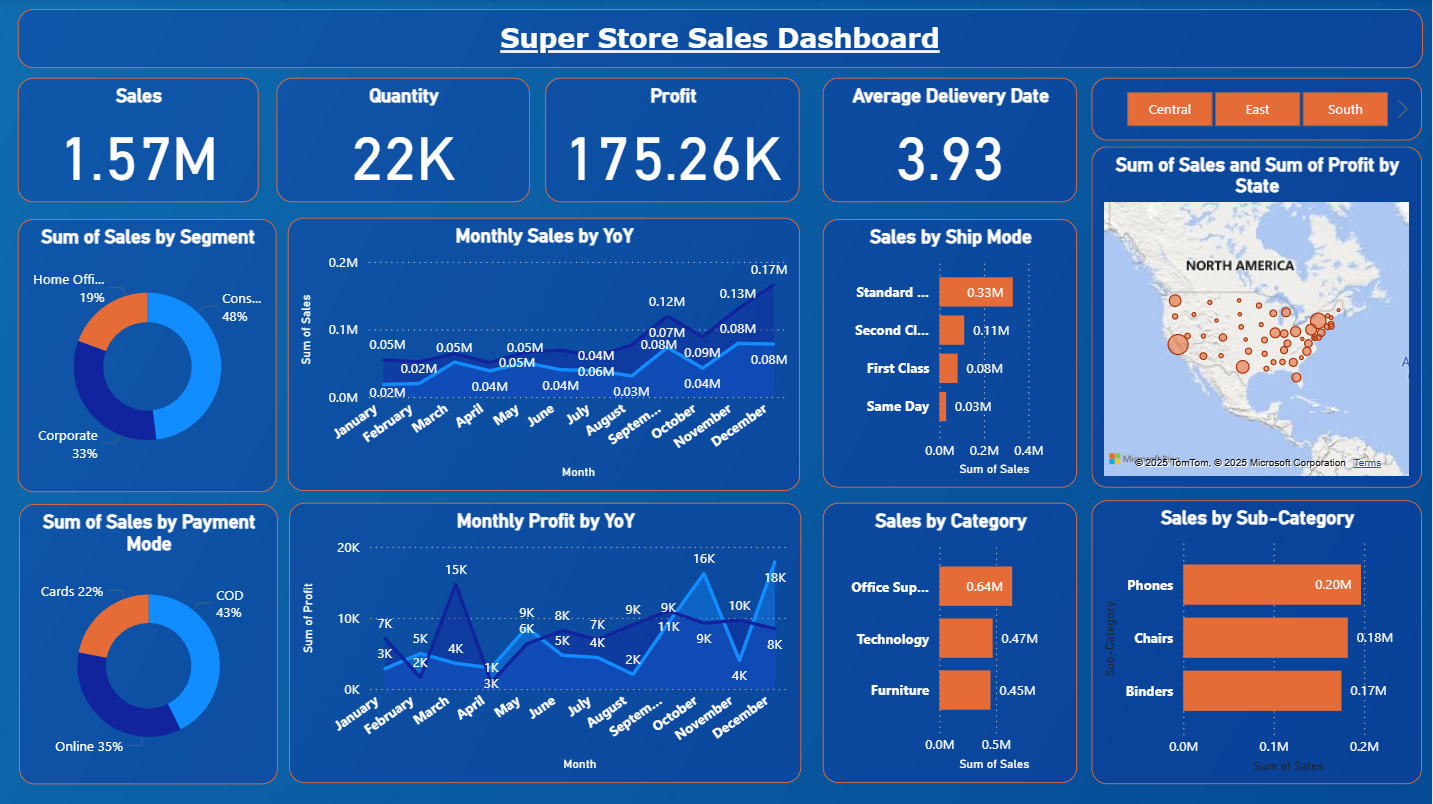 Super Store Sales Dashboard
Sales
1.57M
Quantity
22K
Profit
175.26K
Average Delievery Date
3.93
Central
East
South
Sum of Sales by Segment
Home Offi...
19%
Cons...
48%
Corporate
33%
Monthly Sales by YoY
Sum of Sales
0.2M
0.1M
0.0M
0.05M
0.02M
0.02M
0.05M
0.04M
0.05M
0.05M
0.04M
0.04M
0.06M
0.03M
0.12M
0.07M
0.08M
0.09M
0.04M
0.13M
0.08M
0.17M
0.08M
January
February
March
April
May
June
July
August
Septem...
October
November
December
Month
Sales by Ship Mode
Standard ...
0.33M
Second Cl...
0.11M
First Class
0.08M
Same Day
0.03M
0.0M
0.2M
0.4M
Sum of Sales
Sum of Sales and Sum of Profit by
State
NORTH AMERICA
© 2025 TomTom, © 2025 Microsoft Corporation
Terms
Sum of Sales by Payment
Mode
Cards 22%
COD
43%
Online 35%
Monthly Profit by YoY
Sum of Profit
20K
10K
0K
7K
3K
5K
2K
15K
4K
1K
3K
9K
6K
8K
5K
7K
4K
9K
2K
9K
11K
16K
9K
10K
4K
18K
8K
January
February
March
April
May
June
July
August
Septem...
October
November
December
Month
Sales by Category
Office Sup...
0.64M
Technology
0.47M
Furniture
0.45M
0.0M
0.5M
Sum of Sales
Sales by Sub-Category
Sub-Category
Phones
0.20M
Chairs
0.18M
Binders
0.17M
0.0M
0.1M
0.2M
Sum of Sales